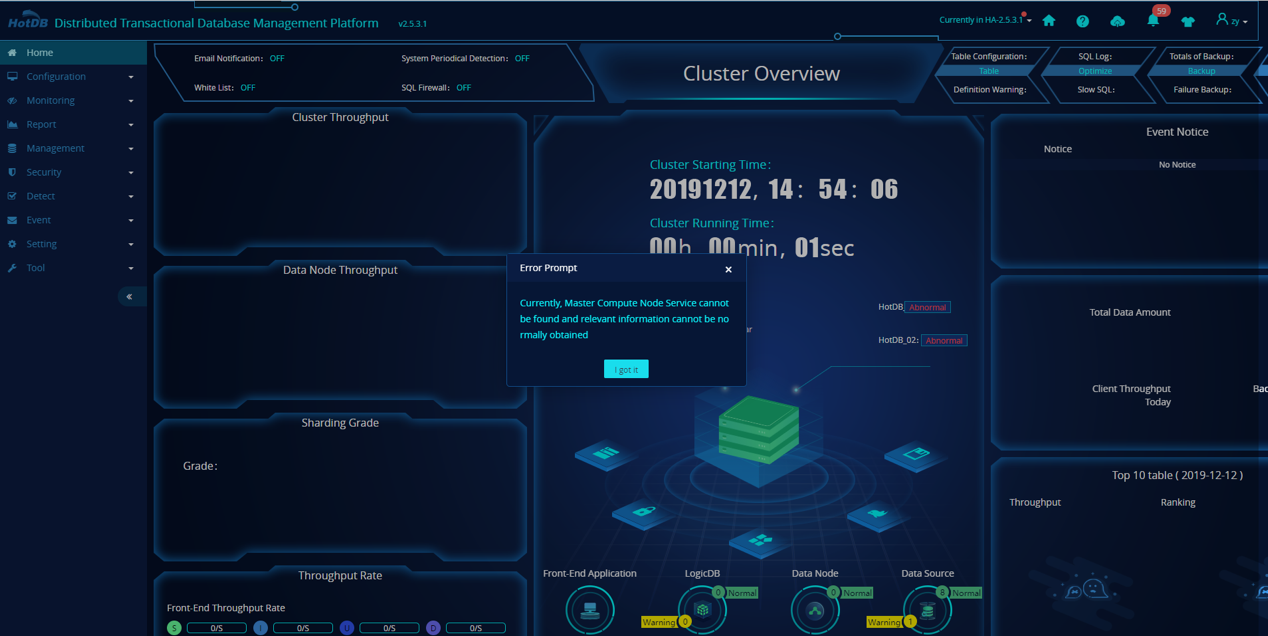 HotDB Distributed Transactional Database Management Platform v2.5.3.1
Currently in HA-2.5.3.1
59
zy
Home
Configuration
Monitoring
Report
Management
Security
Detect
Event
Setting
Tool
«
Email Notification: OFF
System Periodical Detection: OFF
White List: OFF
SQL Firewall: OFF
Cluster Overview
Table Configuration:
Table
Definition Warning:
SQL Log:
Optimize
Slow SQL:
Totals of Backup:
Backup
Failure Backup:
Cluster Throughput
Data Node Throughput
Sharding Grade
Grade:
Throughput Rate
Front-End Throughput Rate
S 0/S I 0/S U 0/S D 0/S
Cluster Starting Time:
20191212, 14: 54: 06
Cluster Running Time:
00h, 00min, 01sec
Error Prompt ×
Currently, Master Compute Node Service cannot
be found and relevant information cannot be no
rmally obtained
I got it
HotDB Abnormal
HotDB_02: Abnormal
Front-End Application
LogicDB
0 Normal
Warning 0
Data Node
0 Normal
Data Source
8 Normal
Warning 1
Event Notice
Notice
No Notice
Total Data Amount
Client Throughput
Today
Top 10 table ( 2019-12-12 )
Throughput
Ranking